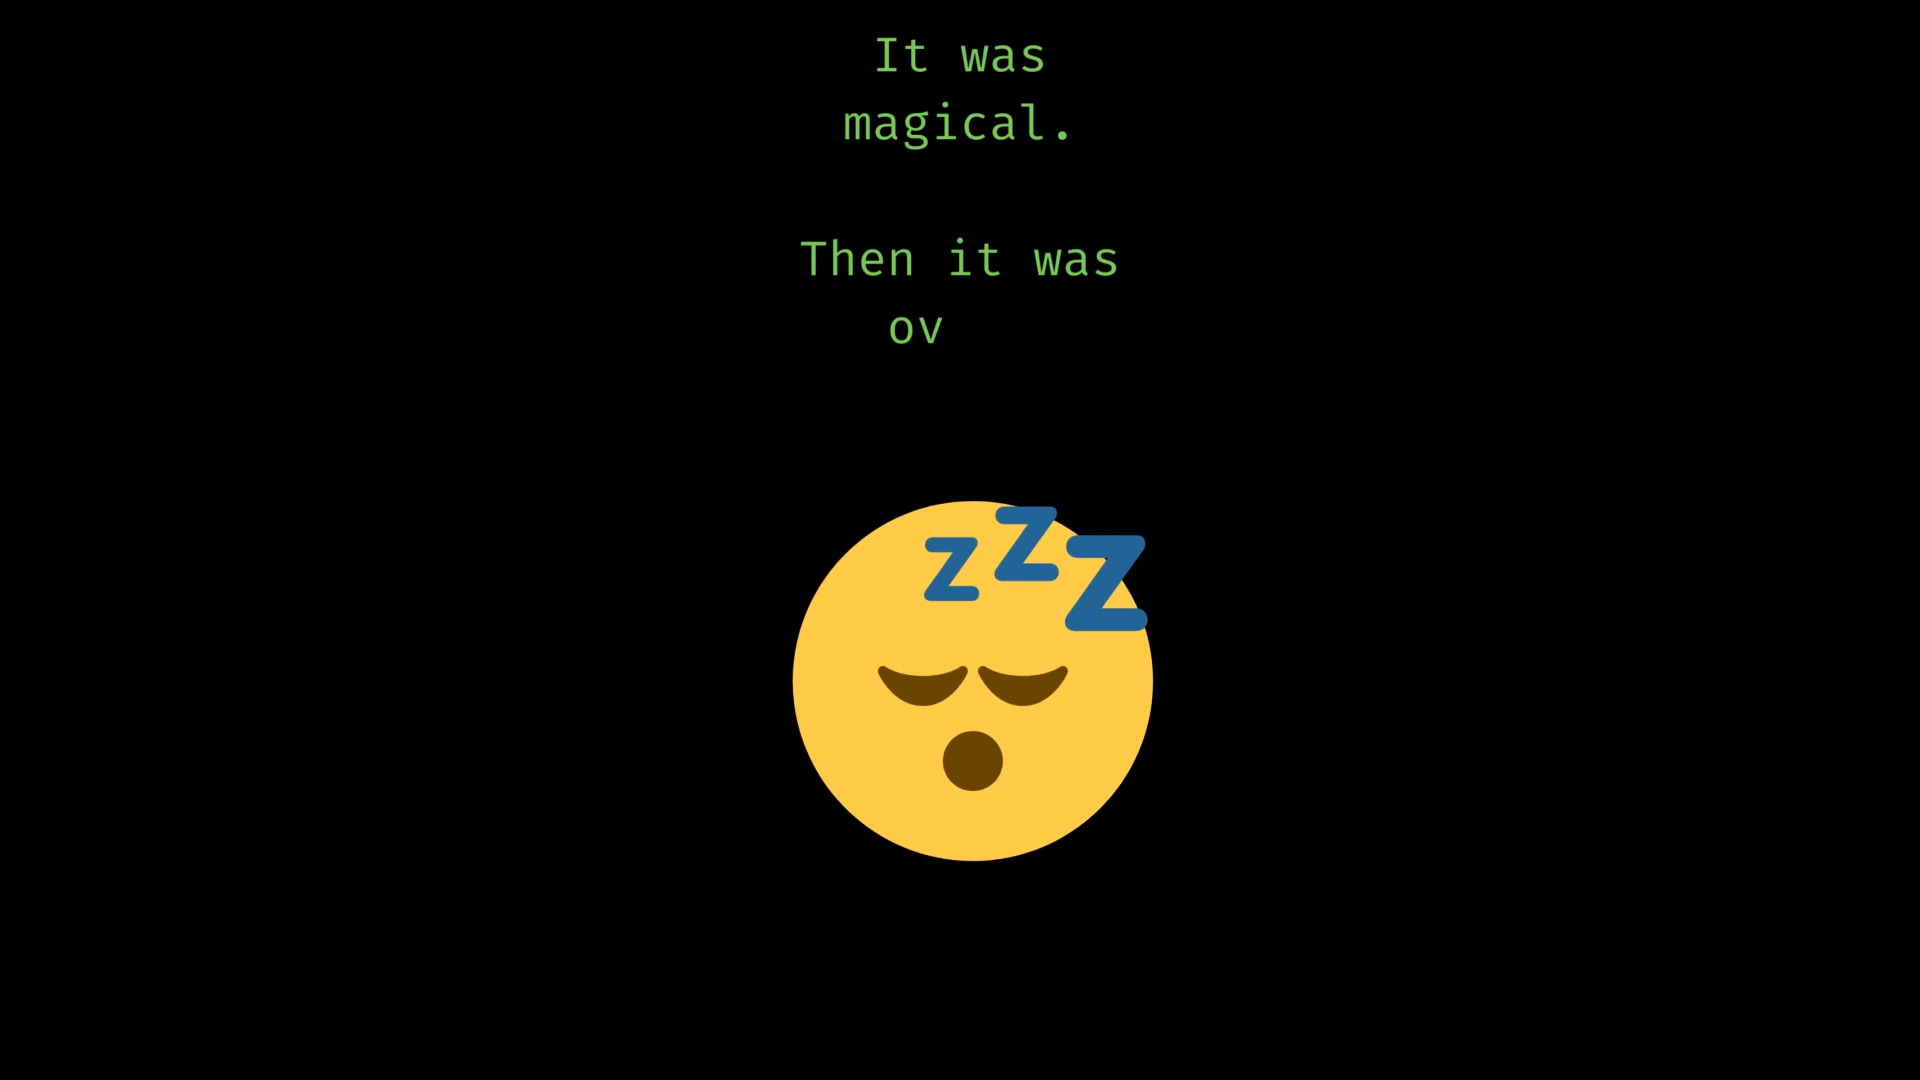 It was
magical.
Then it was
ov
z z z